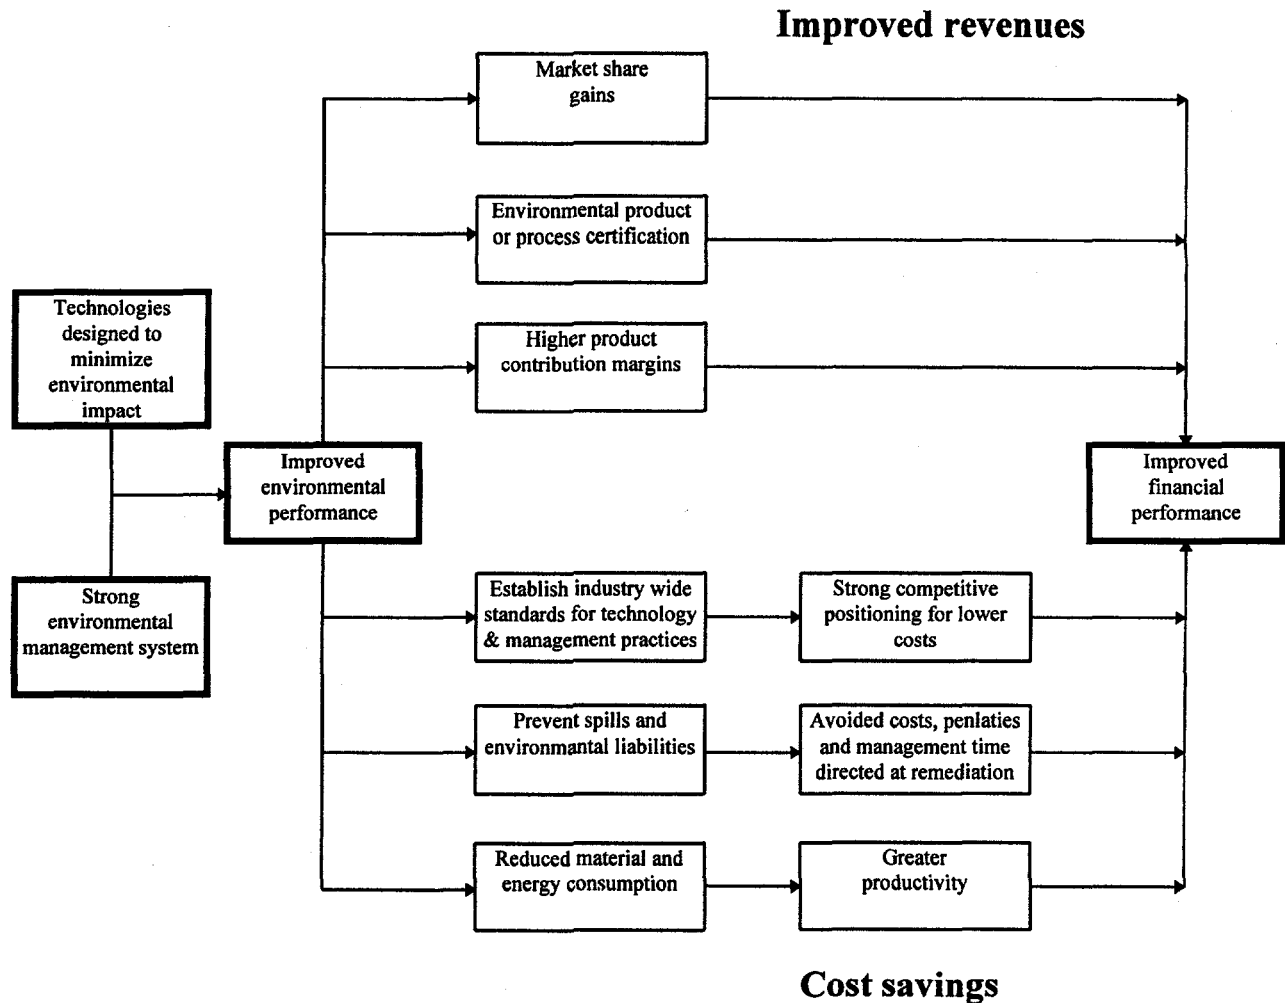 Improved revenues
Market share
gains
Environmental product
or process certification
Technologies
designed to
minimize
environmental
impact
Higher product
contribution margins
Improved
environmental
performance
Improved
financial
performance
Strong
environmental
management system
Establish industry wide
standards for technology
& management practices
Strong competitive
positioning for lower
costs
Prevent spills and
environmantal liabilities
Avoided costs, penlaties
and management time
directed at remediation
Reduced material and
energy consumption
Greater
productivity
Cost savings